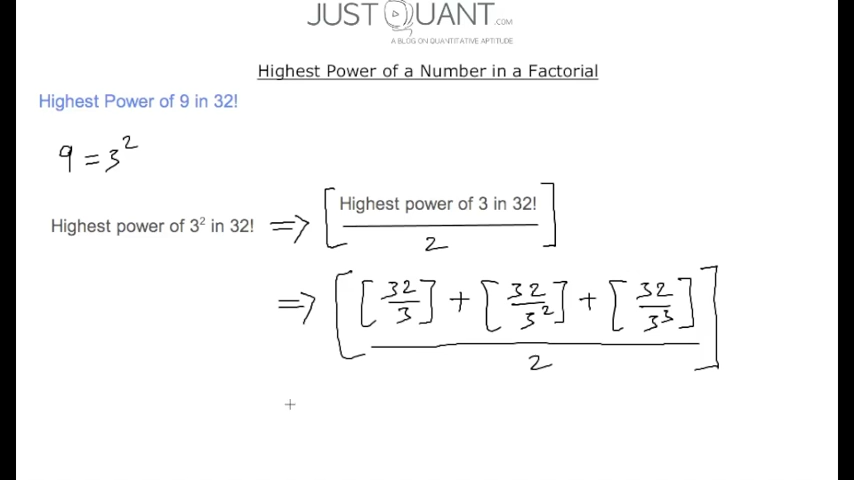 JUST QUANT.COM
A BLOG ON QUANTITATIVE APTITUDE
Highest Power of a Number in a Factorial
Highest Power of 9 in 32!
9 = 3²
Highest power of 3² in 32! ⇒ [Highest power of 3 in 32! / 2]
⇒ [([32/3] + [32/3²] + [32/3³]) / 2]